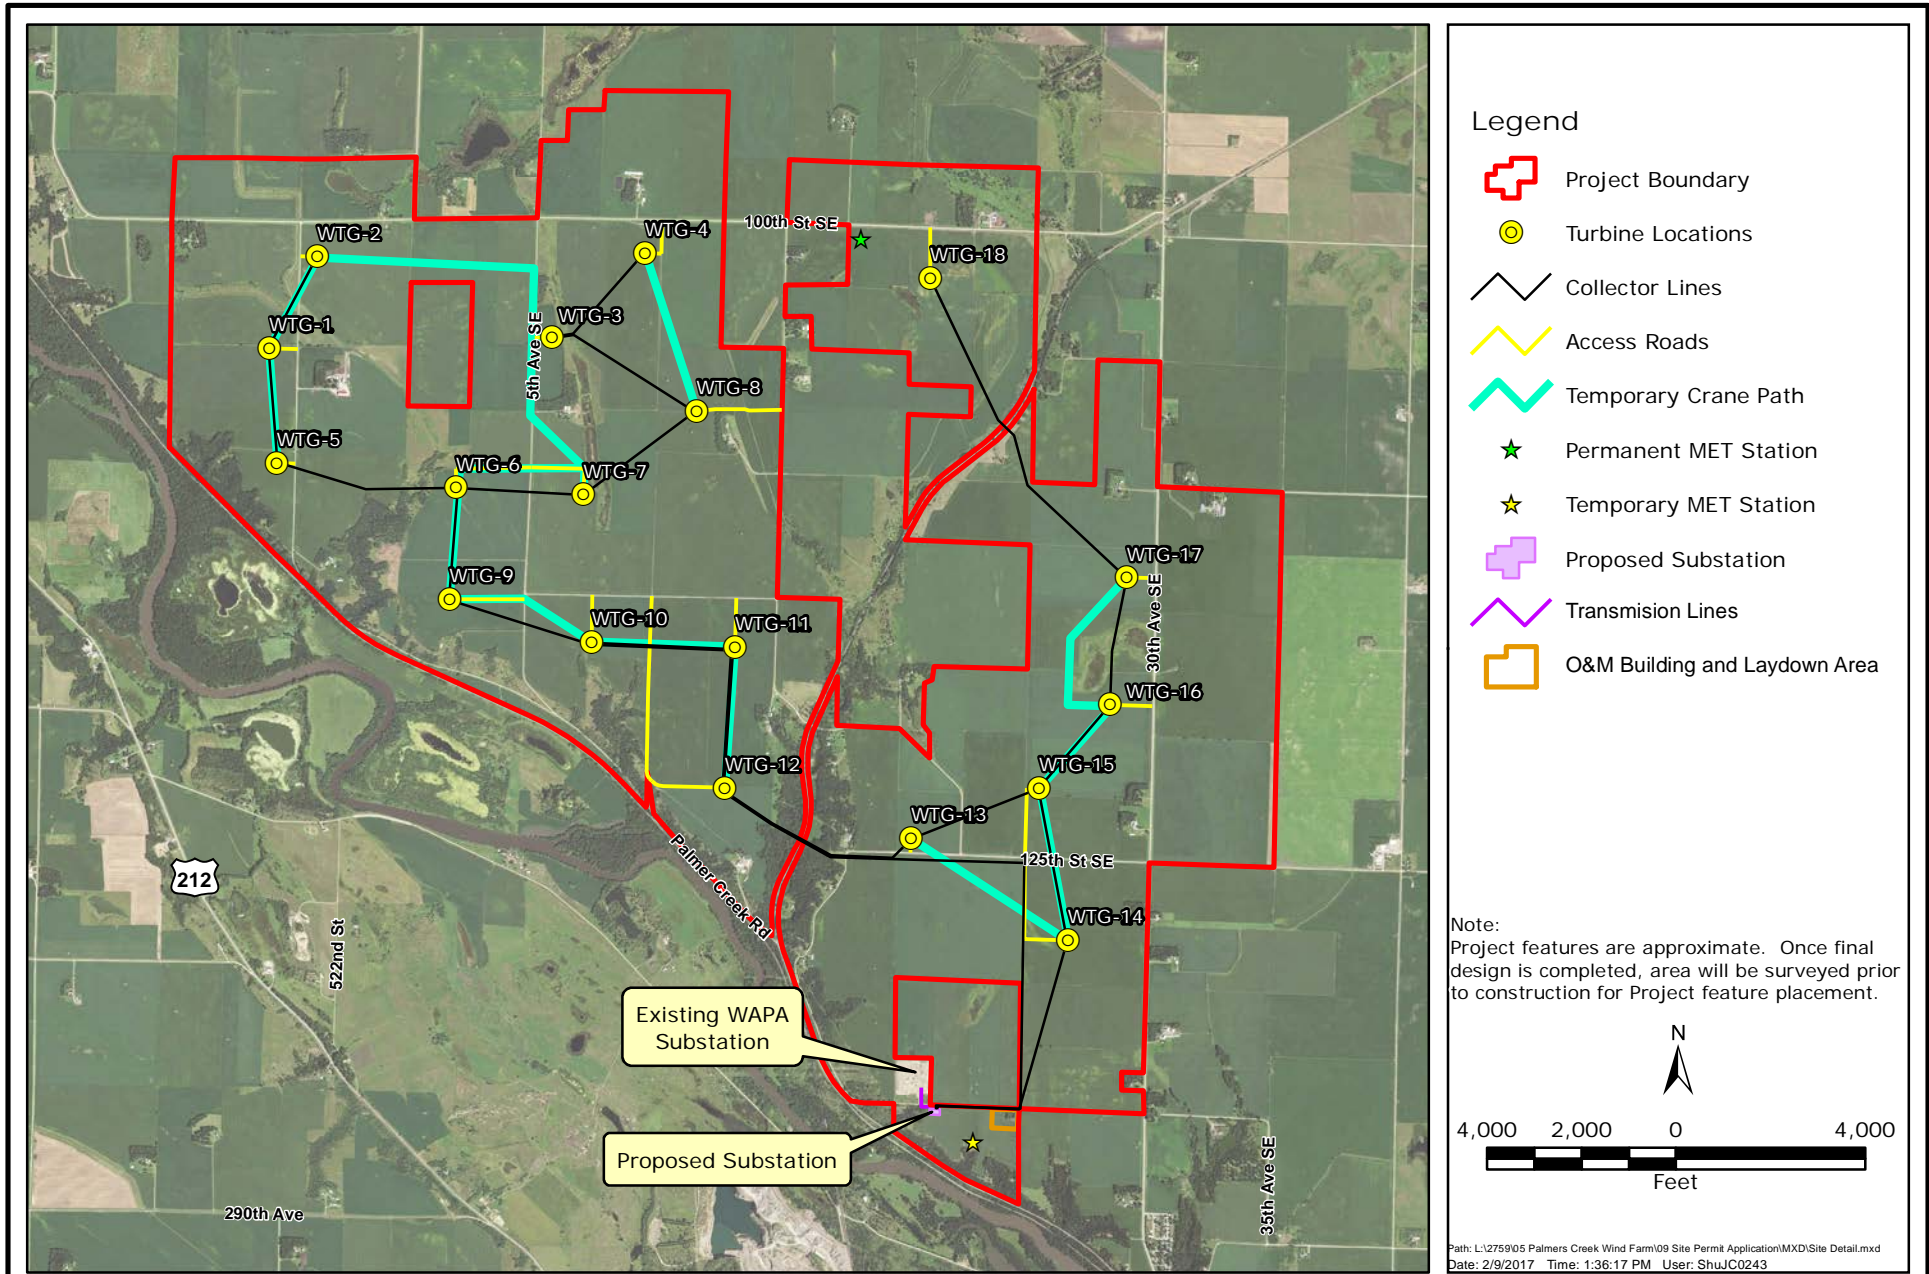 WTG-2
WTG-4
100th St SE
WTG-18
WTG-1
WTG-3
5th Ave SE
WTG-8
WTG-5
WTG-6
WTG-7
WTG-17
WTG-9
WTG-10
WTG-11
30th Ave SE
WTG-16
WTG-12
WTG-15
WTG-13
125th St SE
212
Palmer Creek Rd
WTG-14
522nd St
Existing WAPA
Substation
Proposed Substation
290th Ave
35th Ave SE
Legend
Project Boundary
Turbine Locations
Collector Lines
Access Roads
Temporary Crane Path
Permanent MET Station
Temporary MET Station
Proposed Substation
Transmision Lines
O&M Building and Laydown Area
Note:
Project features are approximate. Once final
design is completed, area will be surveyed prior
to construction for Project feature placement.
N
4,000 2,000 0 4,000
Feet
Path: L:\2759\05 Palmers Creek Wind Farm\09 Site Permit Application\MXD\Site Detail.mxd
Date: 2/9/2017 Time: 1:36:17 PM User: ShuJC0243